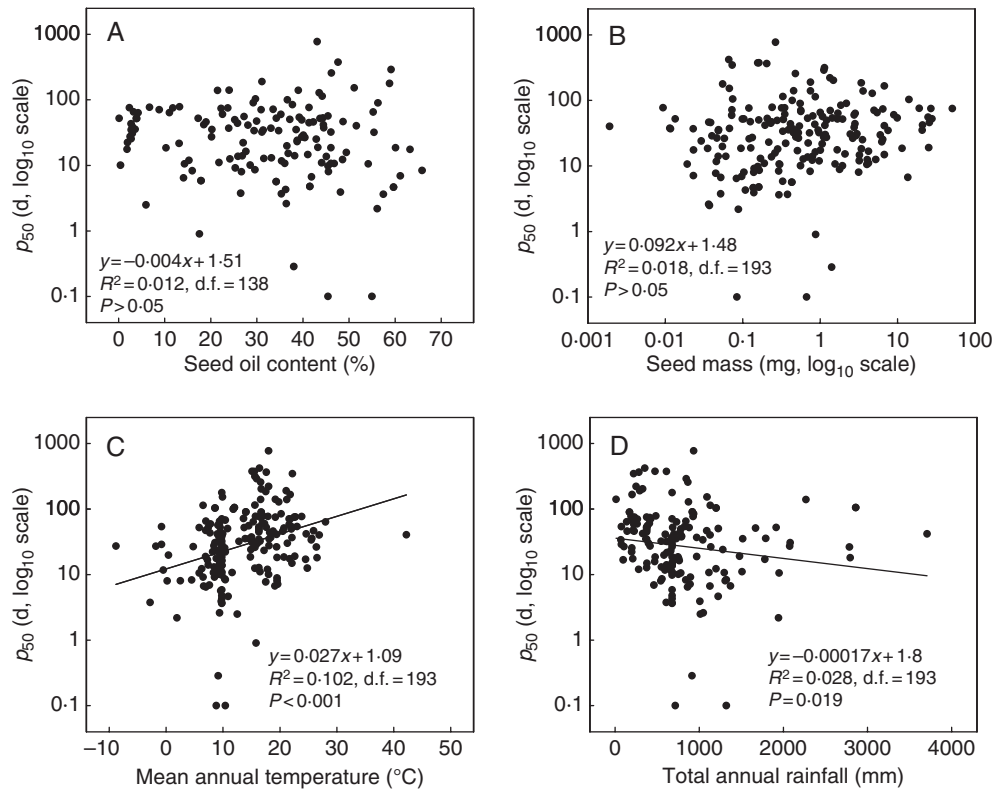 A
1000
100
10
1
0·1
p50 (d, log10 scale)
y=−0·004x+1·51
R2=0·012, d.f.=138
P>0·05
0 10 20 30 40 50 60 70
Seed oil content (%)
B
1000
100
10
1
0·1
p50 (d, log10 scale)
y=0·092x+1·48
R2=0·018, d.f.=193
P>0·05
0·001 0·01 0·1 1 10 100
Seed mass (mg, log10 scale)
C
1000
100
10
1
0·1
p50 (d, log10 scale)
y=0·027x+1·09
R2=0·102, d.f.=193
P<0·001
−10 0 10 20 30 40 50
Mean annual temperature (°C)
D
1000
100
10
1
0·1
p50 (d, log10 scale)
y=−0·00017x+1·8
R2=0·028, d.f.=193
P=0·019
0 1000 2000 3000 4000
Total annual rainfall (mm)